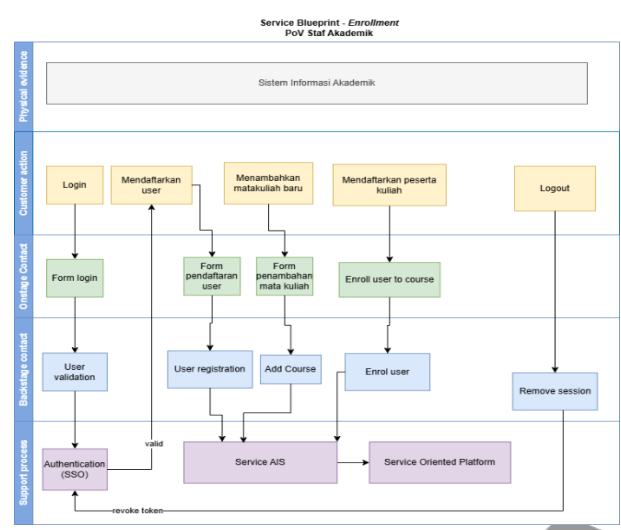 Service Blueprint - Enrollment
PoV Staf Akademik
Physical evidence
Sistem Informasi Akademik
Customer action
Login
Mendaftarkan
user
Menambahkan
matakuliah baru
Mendaftarkan peserta
kuliah
Logout
Onstage Contact
Form login
Form
pendaftaran
user
Form
penambahan
mata kuliah
Enroll user to course
Backstage contact
User
validation
User registration
Add Course
Enrol user
Remove session
Support process
valid
Authentication
(SSO)
Service AIS
Service Oriented Platform
revoke token